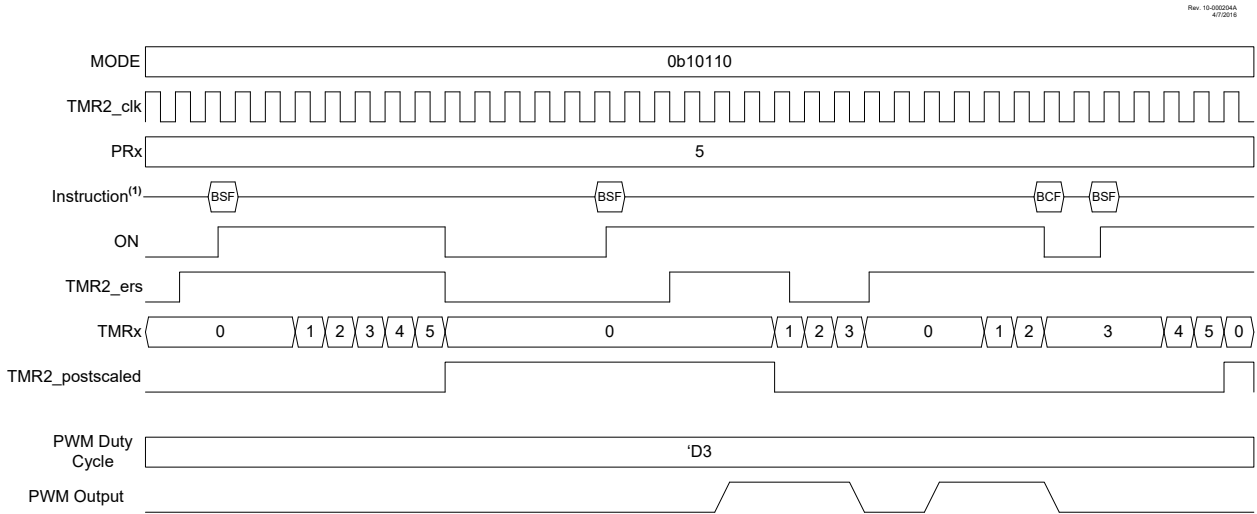 Rev. 10-000204A
4/7/2016
MODE 0b10110
TMR2_clk
PRx 5
Instruction(1) BSF BSF BCF BSF
ON
TMR2_ers
TMRx 0 1 2 3 4 5 0 1 2 3 0 1 2 3 4 5 0
TMR2_postscaled
PWM Duty
Cycle
‘D3
PWM Output